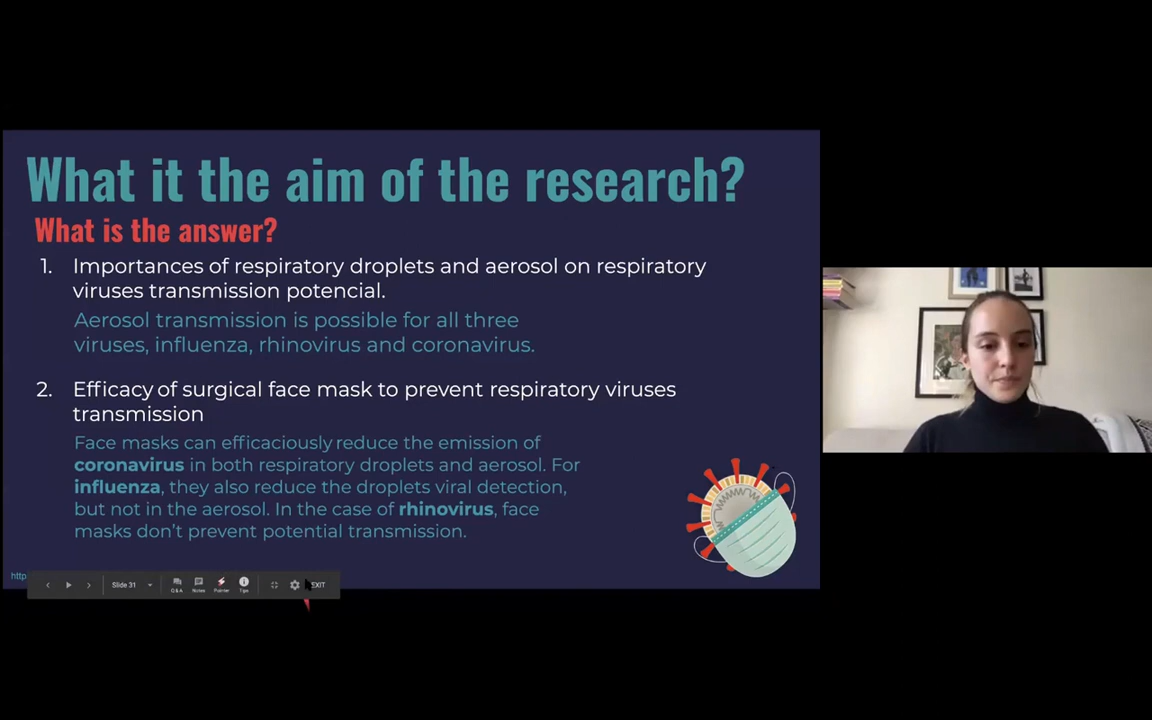 What it the aim of the research?
What is the answer?
1. Importances of respiratory droplets and aerosol on respiratory
viruses transmission potencial.
Aerosol transmission is possible for all three
viruses, influenza, rhinovirus and coronavirus.
2. Efficacy of surgical face mask to prevent respiratory viruses
transmission
Face masks can efficaciously reduce the emission of
coronavirus in both respiratory droplets and aerosol. For
influenza, they also reduce the droplets viral detection,
but not in the aerosol. In the case of rhinovirus, face
masks don't prevent potential transmission.
http
Slide 31
Q&A Notes Pointer Tips EXIT